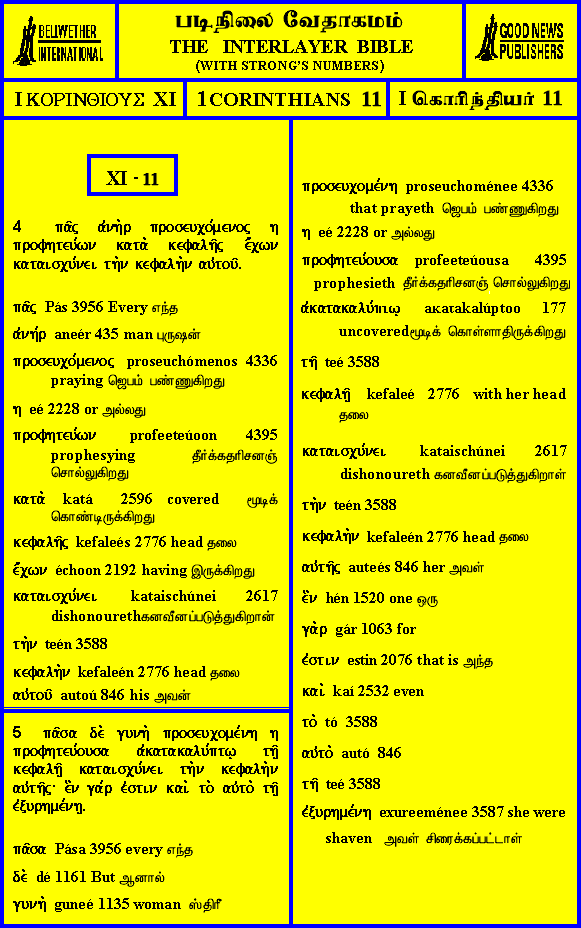 BELLWETHER
INTERNATIONAL
படிநிலை வேதாகமம்
THE INTERLAYER BIBLE
(WITH STRONG'S NUMBERS)
GOOD NEWS
PUBLISHERS
I ΚΟΡΙΝΘΙΟΥΣ XI
1 CORINTHIANS 11
I கொரிந்தியர் 11
XI - 11
4 πᾶς ἀνὴρ προσευχόμενος η
προφητεύων κατὰ κεφαλῆς ἔχων
καταισχύνει τὴν κεφαλὴν αὐτοῦ.
πᾶς Pás 3956 Every எந்த
ἀνήρ aneér 435 man புருஷன்
προσευχόμενος proseuchómenos 4336
praying ஜெபம் பண்ணுகிறது
η eé 2228 or அல்லது
προφητεύων profeeteúoon 4395
prophesying தீர்க்கதரிசனஞ்
சொல்லுகிறது
κατὰ katá 2596 covered மூடிக்
கொண்டிருக்கிறது
κεφαλῆς kefaleés 2776 head தலை
ἔχων échoon 2192 having இருக்கிறது
καταισχύνει kataischúnei 2617
dishonoureth கனவீனப்படுத்துகிறான்
τὴν teén 3588
κεφαλὴν kefaleén 2776 head தலை
αὐτοῦ autoú 846 his அவன்
5 πᾶσα δὲ γυνὴ προσευχομένη η
προφητεύουσα ἀκατακαλύπτῳ τῇ
κεφαλῇ καταισχύνει τὴν κεφαλὴν
αὐτῆς· ἓν γάρ ἐστιν καὶ τὸ αὐτὸ τῇ
ἐξυρημένῃ.
πᾶσα Pása 3956 every எந்த
δὲ dé 1161 But ஆனால்
γυνὴ guneé 1135 woman ஸ்திரீ
προσευχομένη proseuchoménee 4336
that prayeth ஜெபம் பண்ணுகிறது
η eé 2228 or அல்லது
προφητεύουσα profeeteúousa 4395
prophesieth தீர்க்கதரிசனஞ் சொல்லுகிறது
ἀκατακαλύπτῳ akatakalúptoo 177
uncovered மூடிக் கொள்ளாதிருக்கிறது
τῇ teé 3588
κεφαλῇ kefaleé 2776 with her head
தலை
καταισχύνει kataischúnei 2617
dishonoureth கனவீனப்படுத்துகிறாள்
τὴν teén 3588
κεφαλὴν kefaleén 2776 head தலை
αὐτῆς auteés 846 her அவள்
ἓν hén 1520 one ஒரு
γὰρ gár 1063 for
ἐστιν estin 2076 that is அந்த
καὶ kaí 2532 even
τὸ tó 3588
αὐτὸ autó 846
τῇ teé 3588
ἐξυρημένη exureeménee 3587 she were
shaven அவள் சிரைக்கப்பட்டாள்